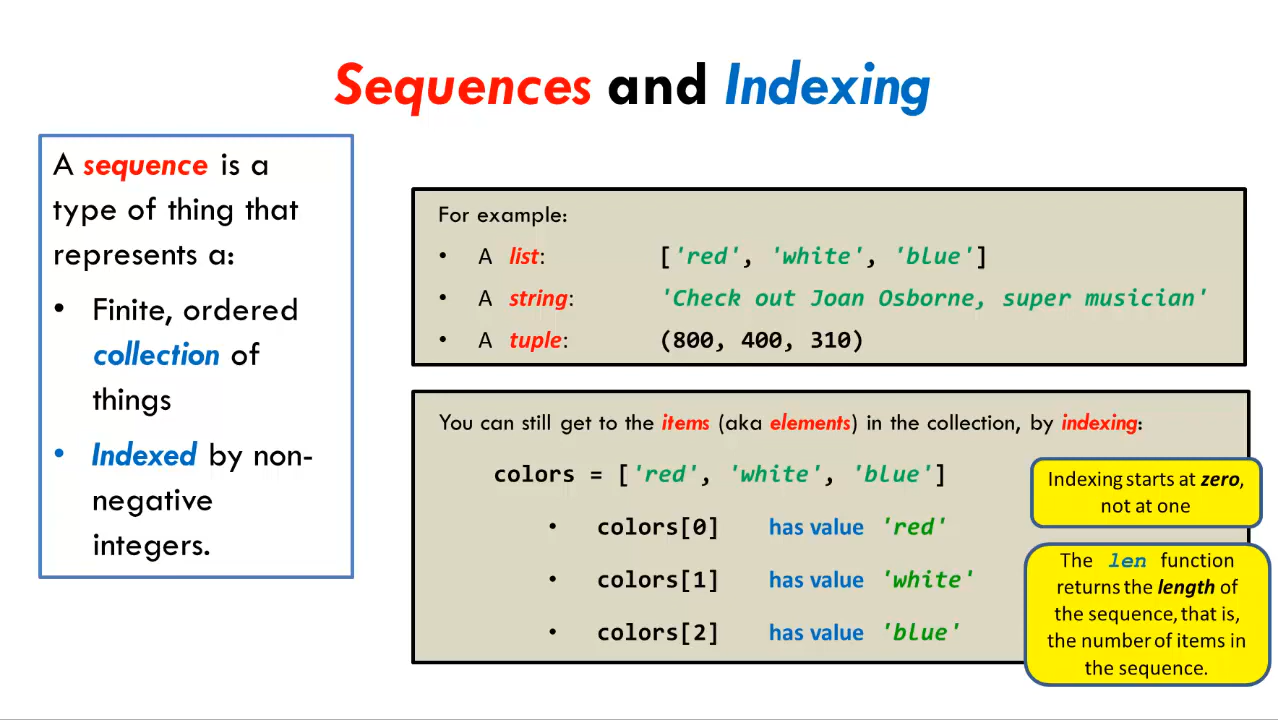 Sequences and Indexing
A sequence is a
type of thing that
represents a:
• Finite, ordered
collection of
things
• Indexed by non-
negative
integers.
For example:
• A list: ['red', 'white', 'blue']
• A string: 'Check out Joan Osborne, super musician'
• A tuple: (800, 400, 310)
You can still get to the items (aka elements) in the collection, by indexing:
colors = ['red', 'white', 'blue']
• colors[0] has value 'red'
• colors[1] has value 'white'
• colors[2] has value 'blue'
Indexing starts at zero,
not at one
The len function
returns the length of
the sequence, that is,
the number of items in
the sequence.